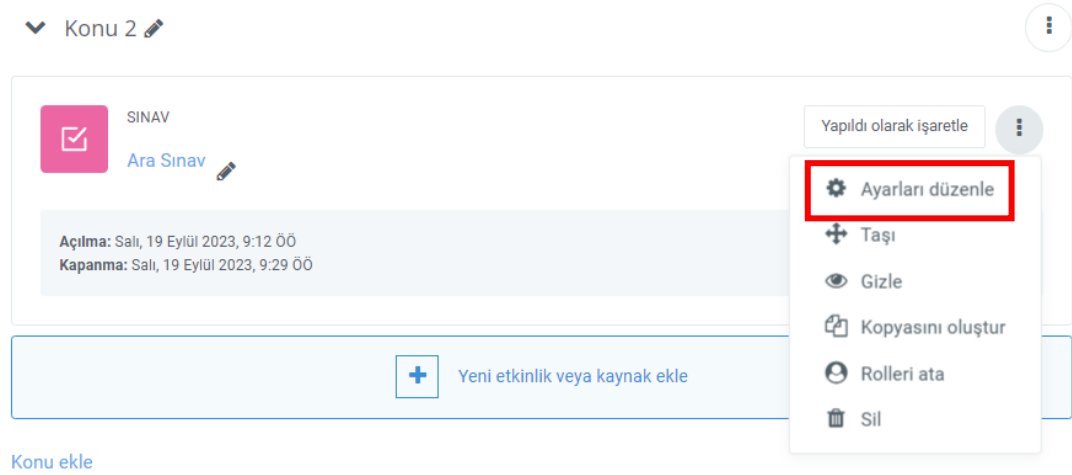 Konu 2
SINAV
Ara Sınav
Yapıldı olarak işaretle
Ayarları düzenle
Taşı
Gizle
Kopyasını oluştur
Rolleri ata
Sil
Açılma: Salı, 19 Eylül 2023, 9:12 ÖÖ
Kapanma: Salı, 19 Eylül 2023, 9:29 ÖÖ
Yeni etkinlik veya kaynak ekle
Konu ekle